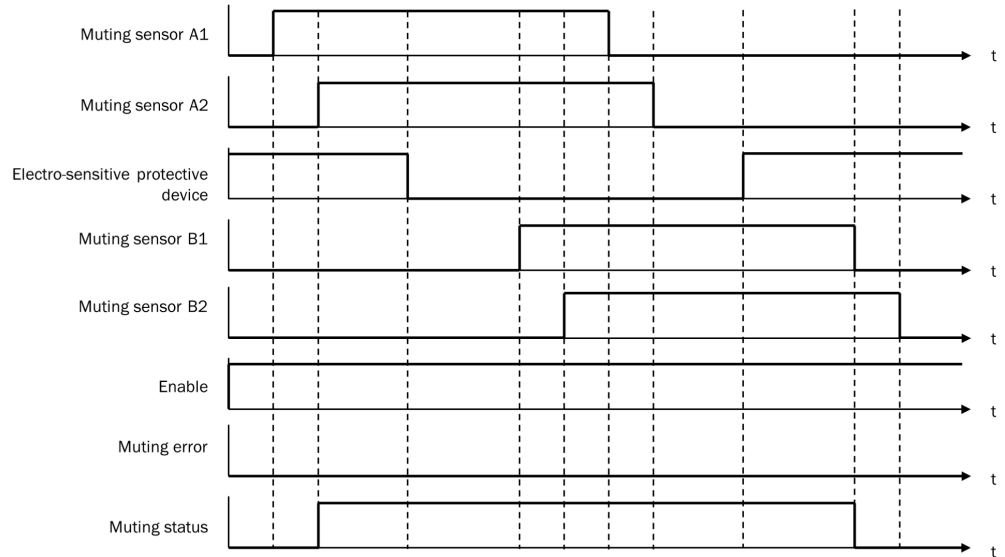 Muting sensor A1
t
Muting sensor A2
t
Electro-sensitive protective
device
t
Muting sensor B1
t
Muting sensor B2
t
Enable
t
Muting error
t
Muting status
t